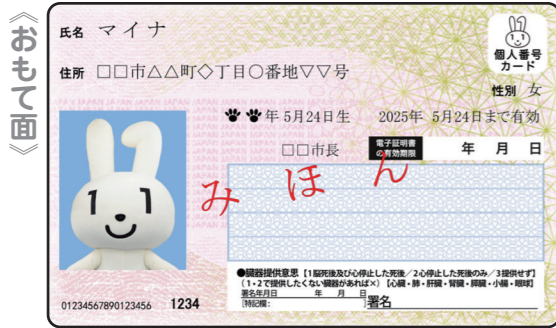 《おもて面》
氏名 マイナ
個人番号
カード
住所 □□市△△町◇丁目○番地▽▽号
性別 女
年 5月24日生 2025年 5月24日まで有効
□□市長 電子証明書の有効期限 年 月 日
みほん
1 1
●臓器提供意思【1脳死後及び心停止した死後/2心停止した死後のみ/3提供せず】
(1・2で提供したくない臓器があれば×)【心臓・肺・肝臓・腎臓・膵臓・小腸・眼球】
署名年月日 年 月 日
[特記欄: ] 署名
01234567890123456 1234